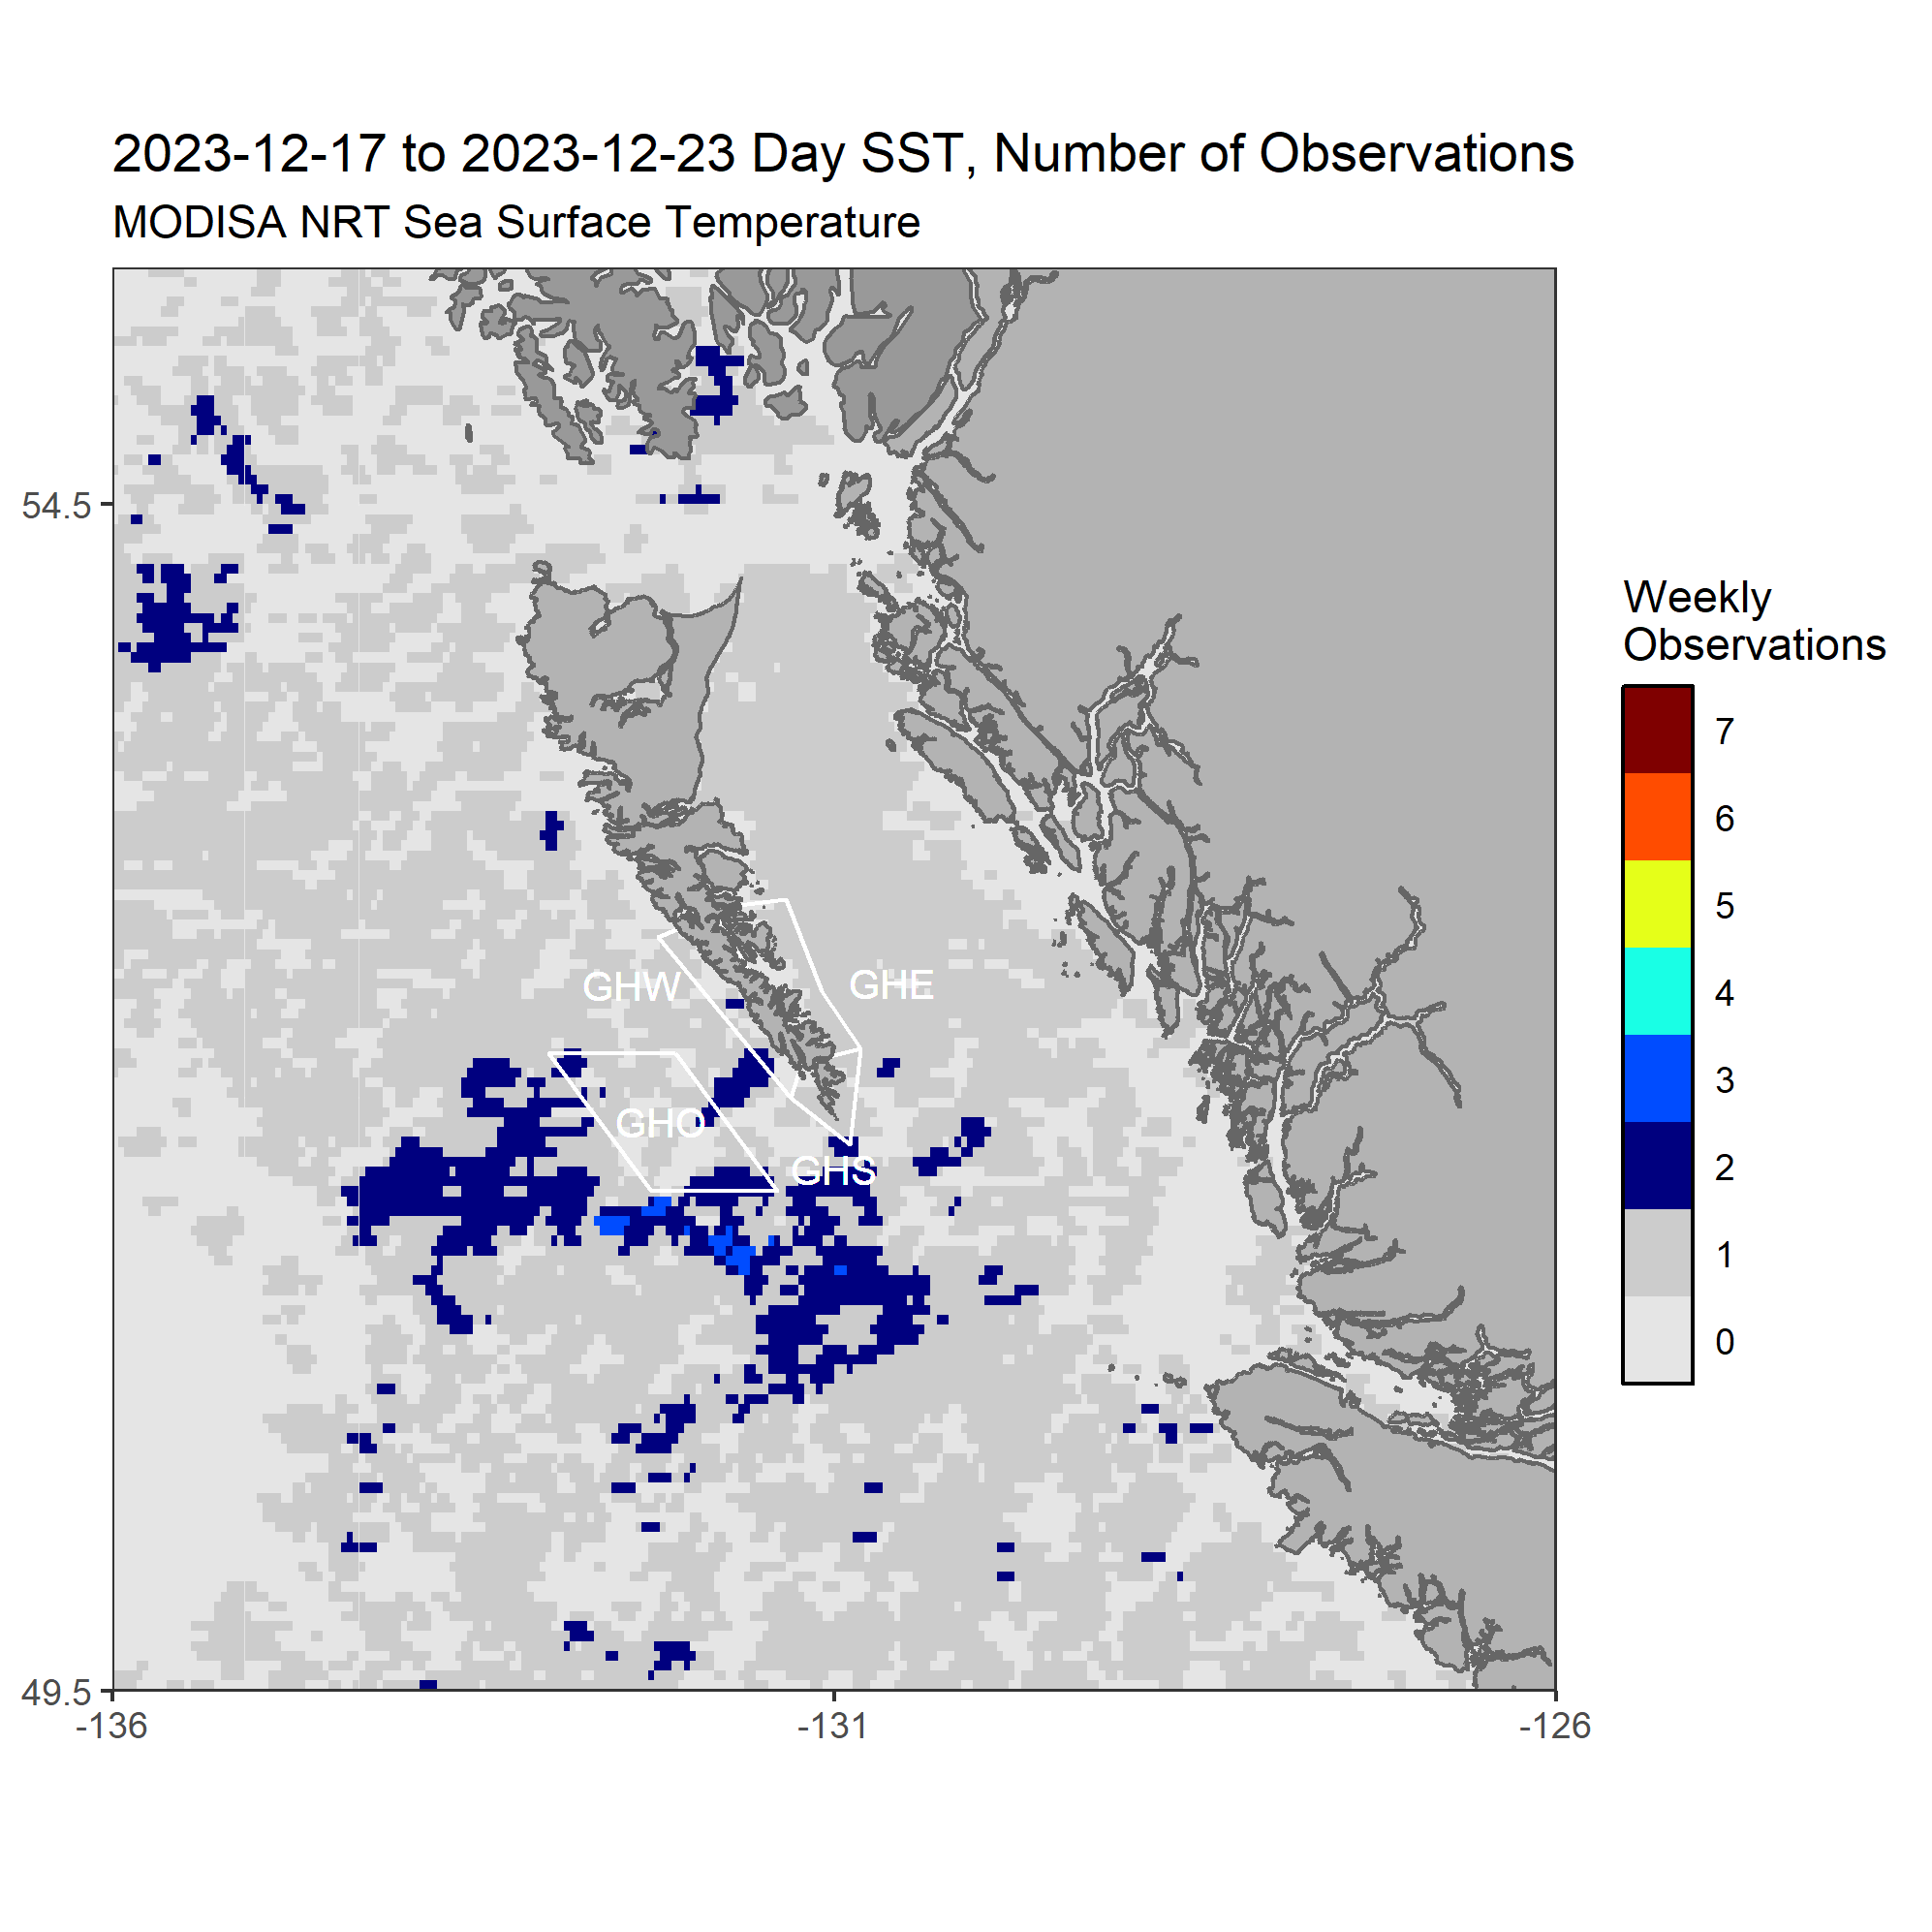 2023-12-17 to 2023-12-23 Day SST, Number of Observations
MODISA NRT Sea Surface Temperature
54.5
49.5
-136
-131
-126
GHW
GHE
GHO
GHS
Weekly
Observations
7
6
5
4
3
2
1
0